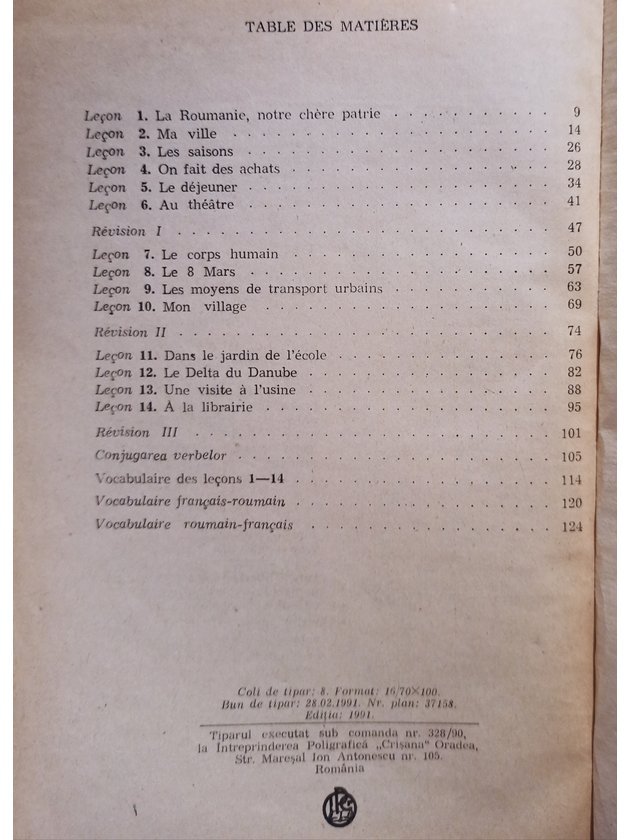 TABLE DES MATIÈRES
Leçon 1. La Roumanie, notre chère patrie . . . . . . . . . . 9
Leçon 2. Ma ville . . . . . . . . . . . . . . . . . . . . 14
Leçon 3. Les saisons . . . . . . . . . . . . . . . . . . . 26
Leçon 4. On fait des achats . . . . . . . . . . . . . . . . 28
Leçon 5. Le déjeuner . . . . . . . . . . . . . . . . . . . 34
Leçon 6. Au théâtre . . . . . . . . . . . . . . . . . . . 41
Révision I . . . . . . . . . . . . . . . . . . . . . . . 47
Leçon 7. Le corps humain . . . . . . . . . . . . . . . . . 50
Leçon 8. Le 8 Mars . . . . . . . . . . . . . . . . . . . 57
Leçon 9. Les moyens de transport urbains . . . . . . . . . . 63
Leçon 10. Mon village . . . . . . . . . . . . . . . . . . 69
Révision II . . . . . . . . . . . . . . . . . . . . . . . 74
Leçon 11. Dans le jardin de l'école . . . . . . . . . . . . . 76
Leçon 12. Le Delta du Danube . . . . . . . . . . . . . . . 82
Leçon 13. Une visite à l'usine . . . . . . . . . . . . . . . 88
Leçon 14. À la librairie . . . . . . . . . . . . . . . . . . 95
Révision III . . . . . . . . . . . . . . . . . . . . . . 101
Conjugarea verbelor . . . . . . . . . . . . . . . . . . . 105
Vocabulaire des leçons 1—14 . . . . . . . . . . . . . . . 114
Vocabulaire français-roumain . . . . . . . . . . . . . . . 120
Vocabulaire roumain-français . . . . . . . . . . . . . . 124
Coli de tipar: 8. Format: 16/70×100.
Bun de tipar: 28.02.1991. Nr. plan: 37158.
Ediția: 1991.
Tiparul executat sub comanda nr. 328/90,
la Întreprinderea Poligrafică „Crișana" Oradea,
Str. Mareșal Ion Antonescu nr. 105.
România